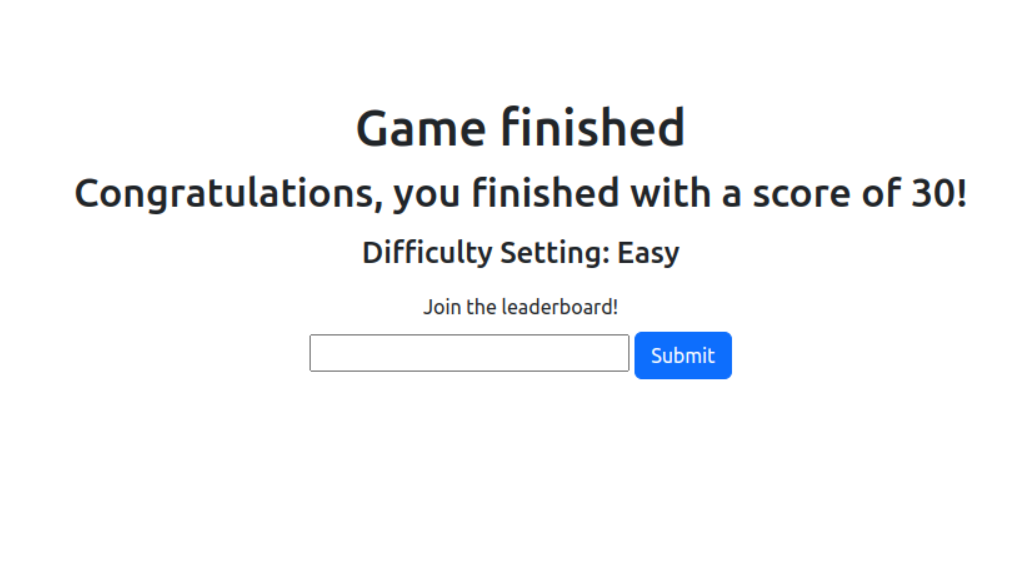 Game finished
Congratulations, you finished with a score of 30!
Difficulty Setting: Easy
Join the leaderboard!
Submit